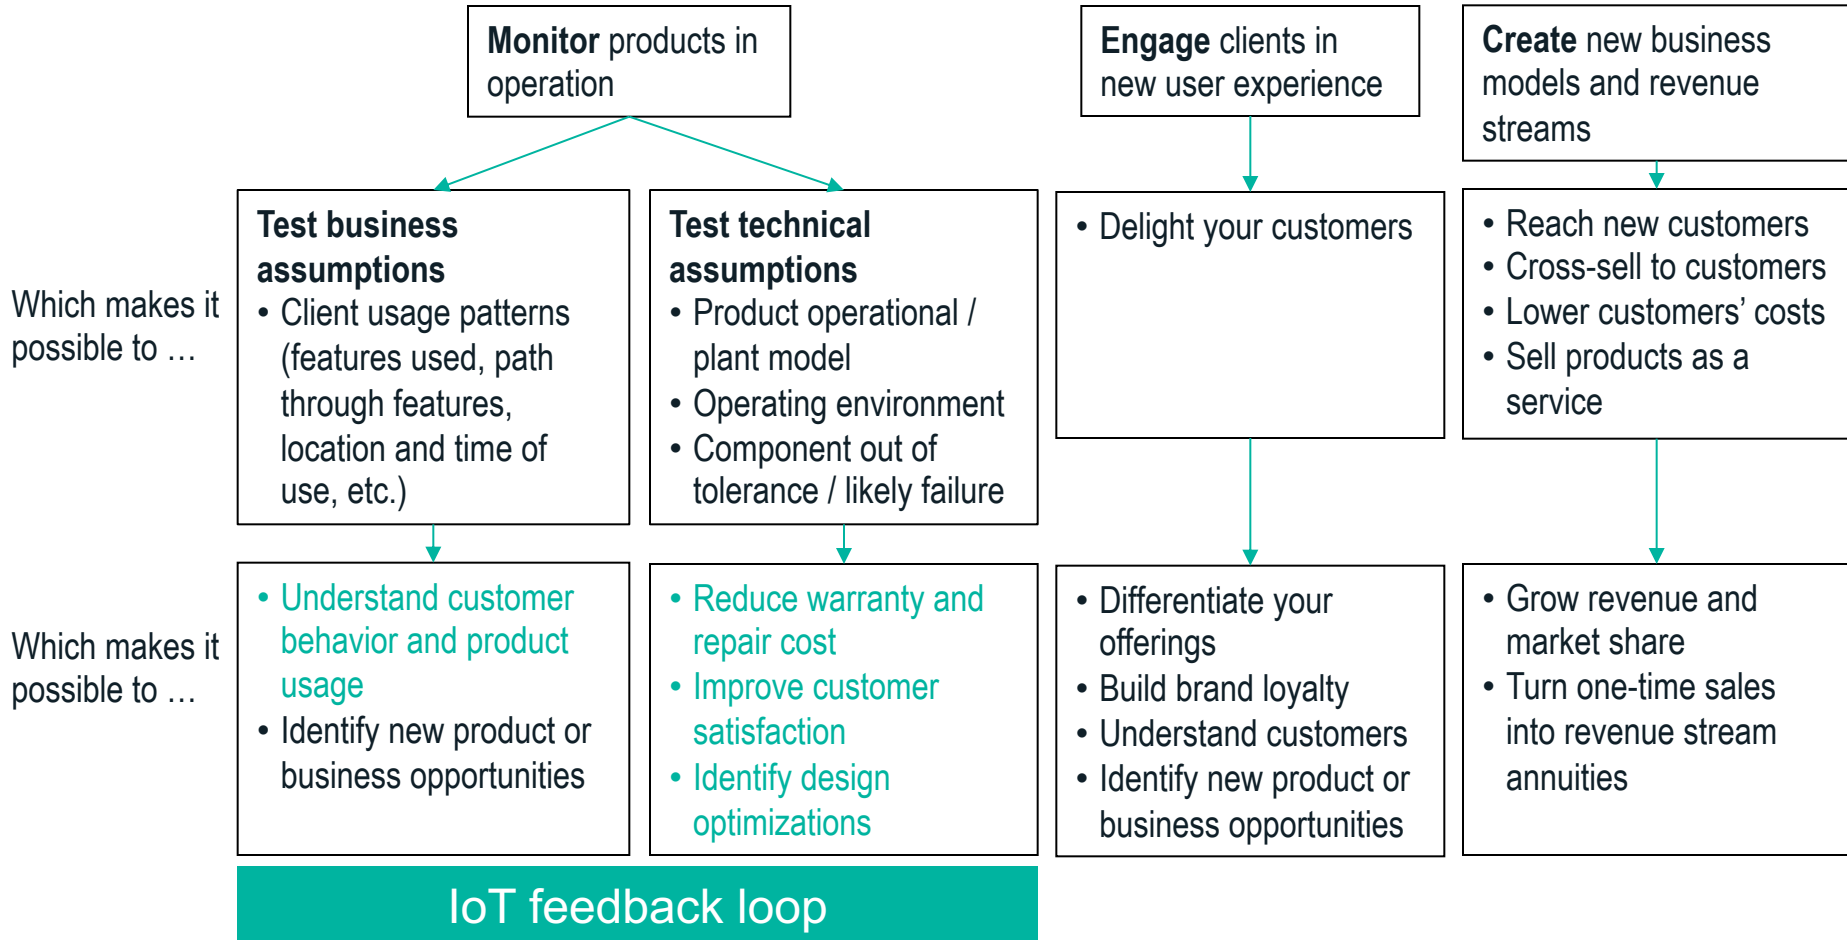 Monitor products in
operation
Engage clients in
new user experience
Create new business
models and revenue
streams
Which makes it
possible to …
Test business
assumptions
• Client usage patterns
(features used, path
through features,
location and time of
use, etc.)
Test technical
assumptions
• Product operational /
plant model
• Operating environment
• Component out of
tolerance / likely failure
• Delight your customers
• Reach new customers
• Cross-sell to customers
• Lower customers’ costs
• Sell products as a
service
Which makes it
possible to …
• Understand customer
behavior and product
usage
• Identify new product or
business opportunities
• Reduce warranty and
repair cost
• Improve customer
satisfaction
• Identify design
optimizations
• Differentiate your
offerings
• Build brand loyalty
• Understand customers
• Identify new product or
business opportunities
• Grow revenue and
market share
• Turn one-time sales
into revenue stream
annuities
IoT feedback loop